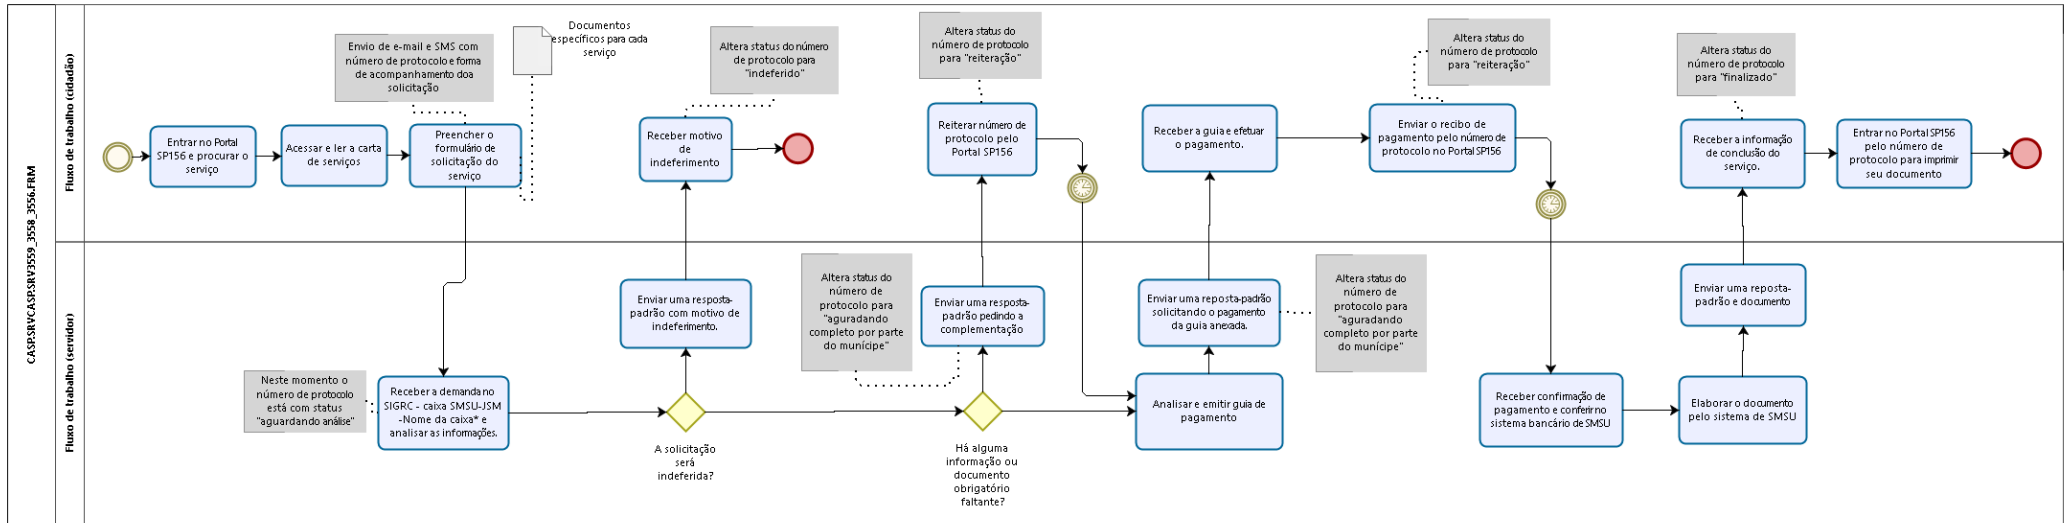 CASP.SRVCASP.SRV3559_3558_3556.FRM
Fluxo de trabalho (cidadão)
Entrar no Portal
SP156 e procurar o
serviço
Acessar e ler a carta
de serviços
Envio de e-mail e SMS com
número de protocolo e forma
de acompanhamento doa
solicitação
Preencher o
formulário de
solicitação do
serviço
Documentos
específicos para cada
serviço
Altera status do número
de protocolo para
"indeferido"
Receber motivo
de
indeferimento
Altera status do
número de protocolo
para "reiteração"
Reiterar número de
protocolo pelo
Portal SP156
Receber a guia e efetuar
o pagamento.
Altera status do
número de protocolo
para "reiteração"
Enviar o recibo de
pagamento pelo número de
protocolo no Portal SP156
Altera status do
número de protocolo
para "finalizado"
Receber a informação
de conclusão do
serviço.
Entrar no Portal SP156
pelo número de
protocolo para imprimir
seu documento
Fluxo de trabalho (servidor)
Neste momento o
número de protocolo
está com status
"aguardando análise"
Receber a demanda no
SIGRC - caixa SMSU-JSM
-Nome da caixa* e
analisar as informações.
Enviar uma resposta-
padrão com motivo de
indeferimento.
A solicitação
será
indeferida?
Altera status do
número de
protocolo para
"aguradando
completo por parte
do munícipe"
Enviar uma resposta-
padrão pedindo a
complementação
Há alguma
informação ou
documento
obrigatório
faltante?
Enviar uma reposta-padrão
solicitando o pagamento
da guia anexada.
Analisar e emitir guia de
pagamento
Altera status do
número de
protocolo para
"aguradando
completo por parte
do munícipe"
Receber confirmação de
pagamento e conferir no
sistema bancário de SMSU
Enviar uma reposta-
padrão e documento
Elaborar o documento
pelo sistema de SMSU